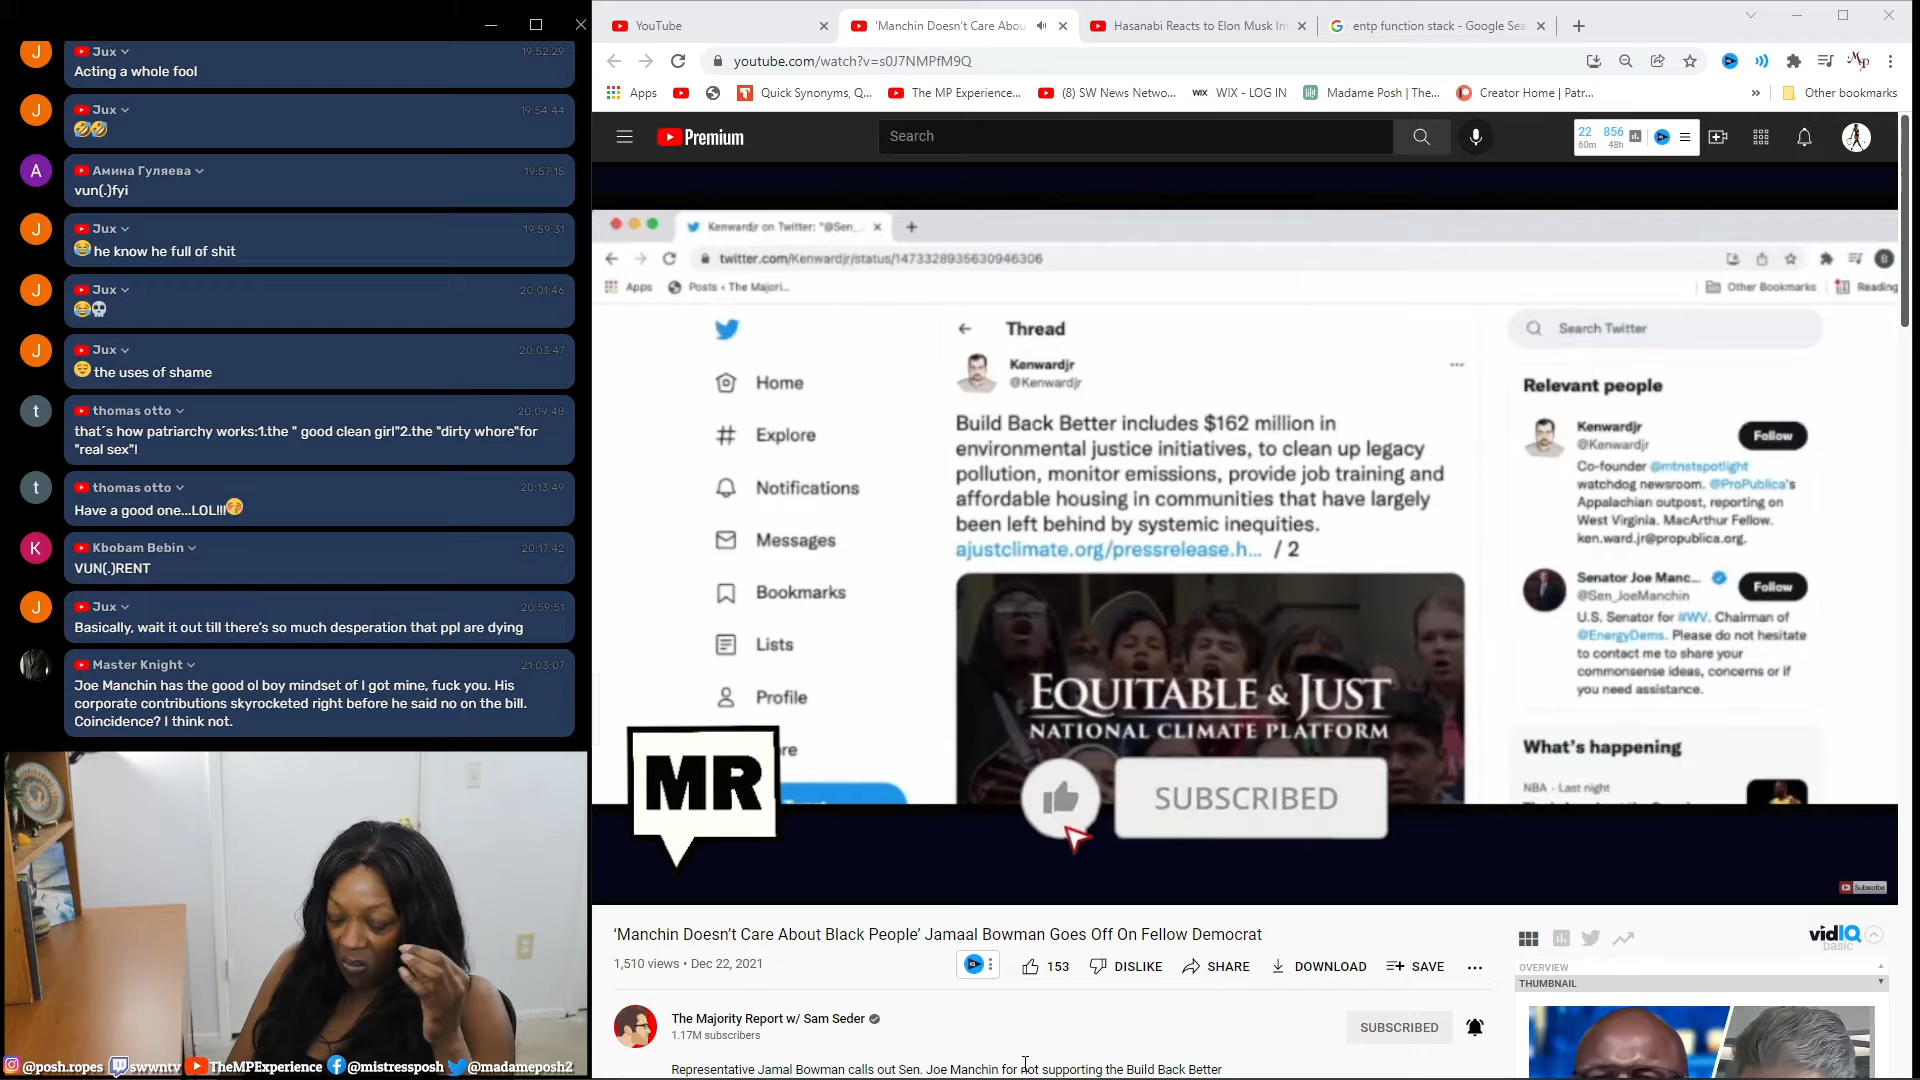 Jux 19:52:29
Acting a whole fool
Jux 19:54:44
🤣🤣
A Амина Гуляева 19:57:15
vun(.)fyi
J Jux 19:59:31
😂 he know he full of shit
J Jux 20:01:46
😂💀
J Jux 20:03:47
😌 the uses of shame
t thomas otto 20:09:48
that´s how patriarchy works:1.the " good clean girl"2.the "dirty whore"for
"real sex"!
t thomas otto 20:13:49
Have a good one...LOL!!!😚
K Kbobam Bebin 20:17:42
VUN(.)RENT
J Jux 20:59:51
Basically, wait it out till there's so much desperation that ppl are dying
Master Knight 21:03:07
Joe Manchin has the good ol boy mindset of I got mine, fuck you. His
corporate contributions skyrocketed right before he said no on the bill.
Coincidence? I think not.
@posh.ropes swwntv TheMPExperience @mistressposh @madameposh2
YouTube
'Manchin Doesn't Care Abou
Hasanabi Reacts to Elon Musk In
entp function stack - Google Sea
youtube.com/watch?v=s0J7NMPfM9Q
Apps
Quick Synonyms, Q...
The MP Experience...
(8) SW News Netwo...
WIX WIX - LOG IN
Madame Posh | The...
Creator Home | Patr...
» Other bookmarks
Premium
Search
22 856
60m 48h
Kenwardjr on Twitter: "@Sen_...
twitter.com/Kenwardjr/status/1473328935630946306
Apps
Posts ‹ The Majori...
Other Bookmarks
Reading
Home
Explore
Notifications
Messages
Bookmarks
Lists
Profile
Thread
Kenwardjr
@Kenwardjr
Build Back Better includes $162 million in
environmental justice initiatives, to clean up legacy
pollution, monitor emissions, provide job training and
affordable housing in communities that have largely
been left behind by systemic inequities.
ajustclimate.org/pressrelease.h... / 2
EQUITABLE & JUST
NATIONAL CLIMATE PLATFORM
Search Twitter
Relevant people
Kenwardjr
@Kenwardjr
Follow
Co-founder @mtnstspotlight
watchdog newsroom. @ProPublica's
Appalachian outpost, reporting on
West Virginia. MacArthur Fellow.
ken.ward.jr@propublica.org.
Senator Joe Manc...
@Sen_JoeManchin
Follow
U.S. Senator for #WV. Chairman of
@EnergyDems. Please do not hesitate
to contact me to share your
commonsense ideas, concerns or if
you need assistance.
What's happening
NBA · Last night
MR
SUBSCRIBED
Subscribe
'Manchin Doesn't Care About Black People' Jamaal Bowman Goes Off On Fellow Democrat
1,510 views • Dec 22, 2021
153
DISLIKE
SHARE
DOWNLOAD
SAVE
The Majority Report w/ Sam Seder
1.17M subscribers
SUBSCRIBED
Representative Jamal Bowman calls out Sen. Joe Manchin for not supporting the Build Back Better
vidIQ
basic
OVERVIEW
THUMBNAIL